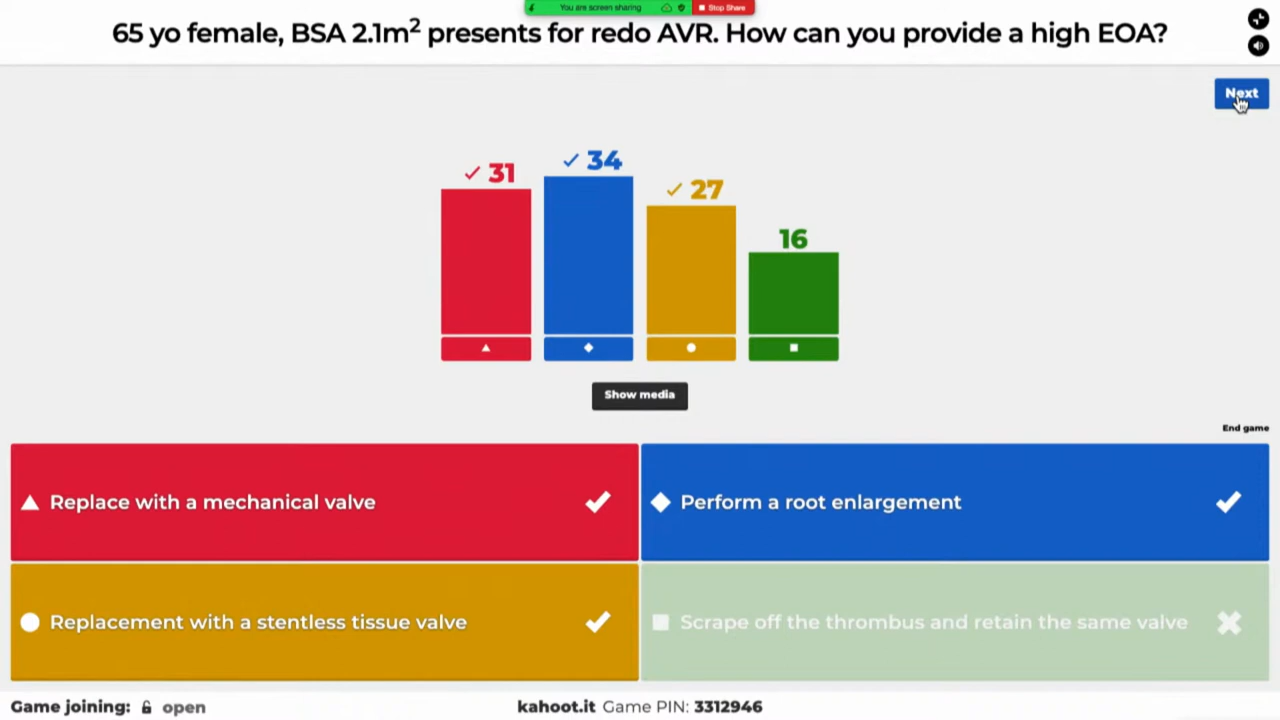 You are screen sharing
Stop Share
65 yo female, BSA 2.1m² presents for redo AVR. How can you provide a high EOA?
Next
31
34
27
16
Show media
End game
Replace with a mechanical valve
Perform a root enlargement
Replacement with a stentless tissue valve
Scrape off the thrombus and retain the same valve
Game joining: open
kahoot.it Game PIN: 3312946